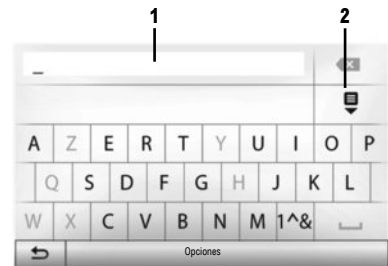 1 2
_
A Z E R T Y U I O P
Q S D F G H J K L
W X C V B N M 1^&
Opciones